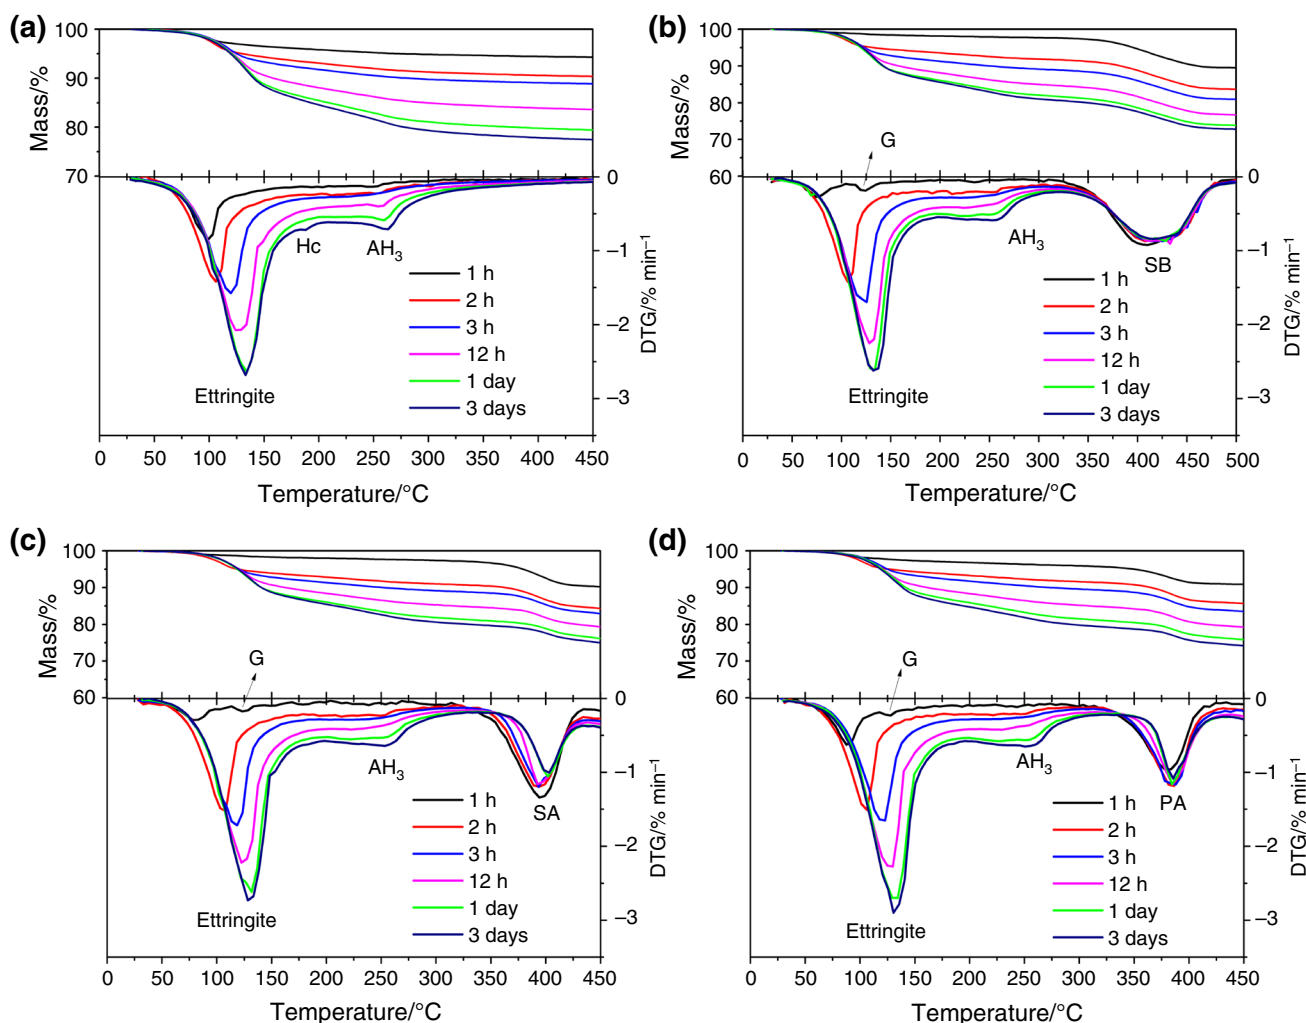 (a)
100
90
80
70
Mass/%
0
–1
–2
–3
DTG/% min⁻¹
Hc
AH₃
Ettringite
1 h
2 h
3 h
12 h
1 day
3 days
0 50 100 150 200 250 300 350 400 450
Temperature/°C
(b)
100
90
80
70
60
Mass/%
G
0
–1
–2
–3
DTG/% min⁻¹
AH₃
SB
Ettringite
1 h
2 h
3 h
12 h
1 day
3 days
0 50 100 150 200 250 300 350 400 450 500
Temperature/°C
(c)
100
90
80
70
60
Mass/%
G
0
–1
–2
–3
DTG/% min⁻¹
AH₃
SA
Ettringite
1 h
2 h
3 h
12 h
1 day
3 days
0 50 100 150 200 250 300 350 400 450
Temperature/°C
(d)
100
90
80
70
60
Mass/%
G
0
–1
–2
–3
DTG/% min⁻¹
AH₃
PA
Ettringite
1 h
2 h
3 h
12 h
1 day
3 days
0 50 100 150 200 250 300 350 400 450
Temperature/°C